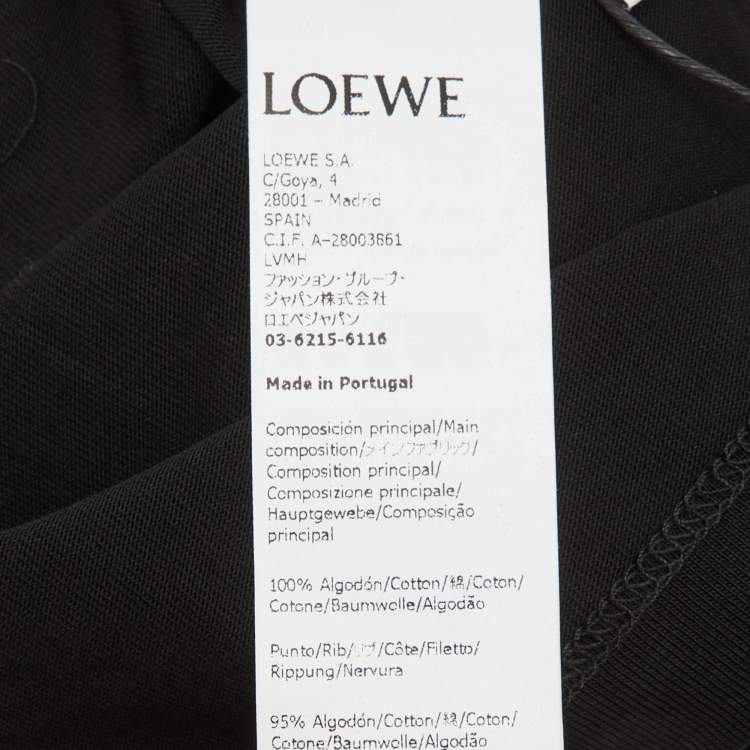 LOEWE
LOEWE S.A.
C/Goya, 4
28001 – Madrid
SPAIN
C.I.F. A-28003861
LVMH
ファッション・グループ・
ジャパン株式会社
ロエベジャパン
03-6215-6116
Made in Portugal
Composición principal/Main
composition/メインファブリック/
Composition principal/
Composizione principale/
Hauptgewebe/Composição
principal
100% Algodón/Cotton/綿/Coton/
Cotone/Baumwolle/Algodão
Punto/Rib/リブ/Côte/Filetto/
Rippung/Nervura
95% Algodón/Cotton/綿/Coton/
Cotone/Baumwolle/Algodão